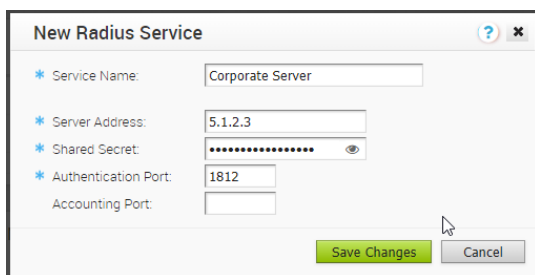 New Radius Service ? ✖
* Service Name: Corporate Server
* Server Address: 5.1.2.3
* Shared Secret: •••••••••••••••••
* Authentication Port: 1812
Accounting Port:
Save Changes Cancel